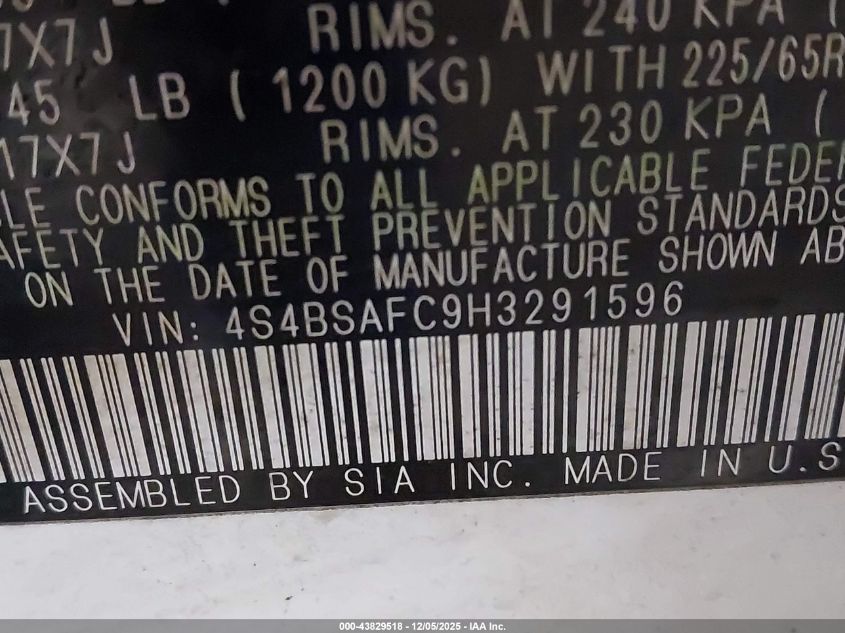 RIMS. AT 240 KPA (
7X7J
45 LB ( 1200 KG) WITH 225/65R
17X7J RIMS. AT 230 KPA (
CONFORMS TO ALL APPLICABLE FEDER
AFETY AND THEFT PREVENTION STANDARDS
ON THE DATE OF MANUFACTURE SHOWN AB
VIN: 4S4BSAFC9H3291596
ASSEMBLED BY SIA INC. MADE IN U.S
000-43829518 | 12/05/2025 - IAA Inc.